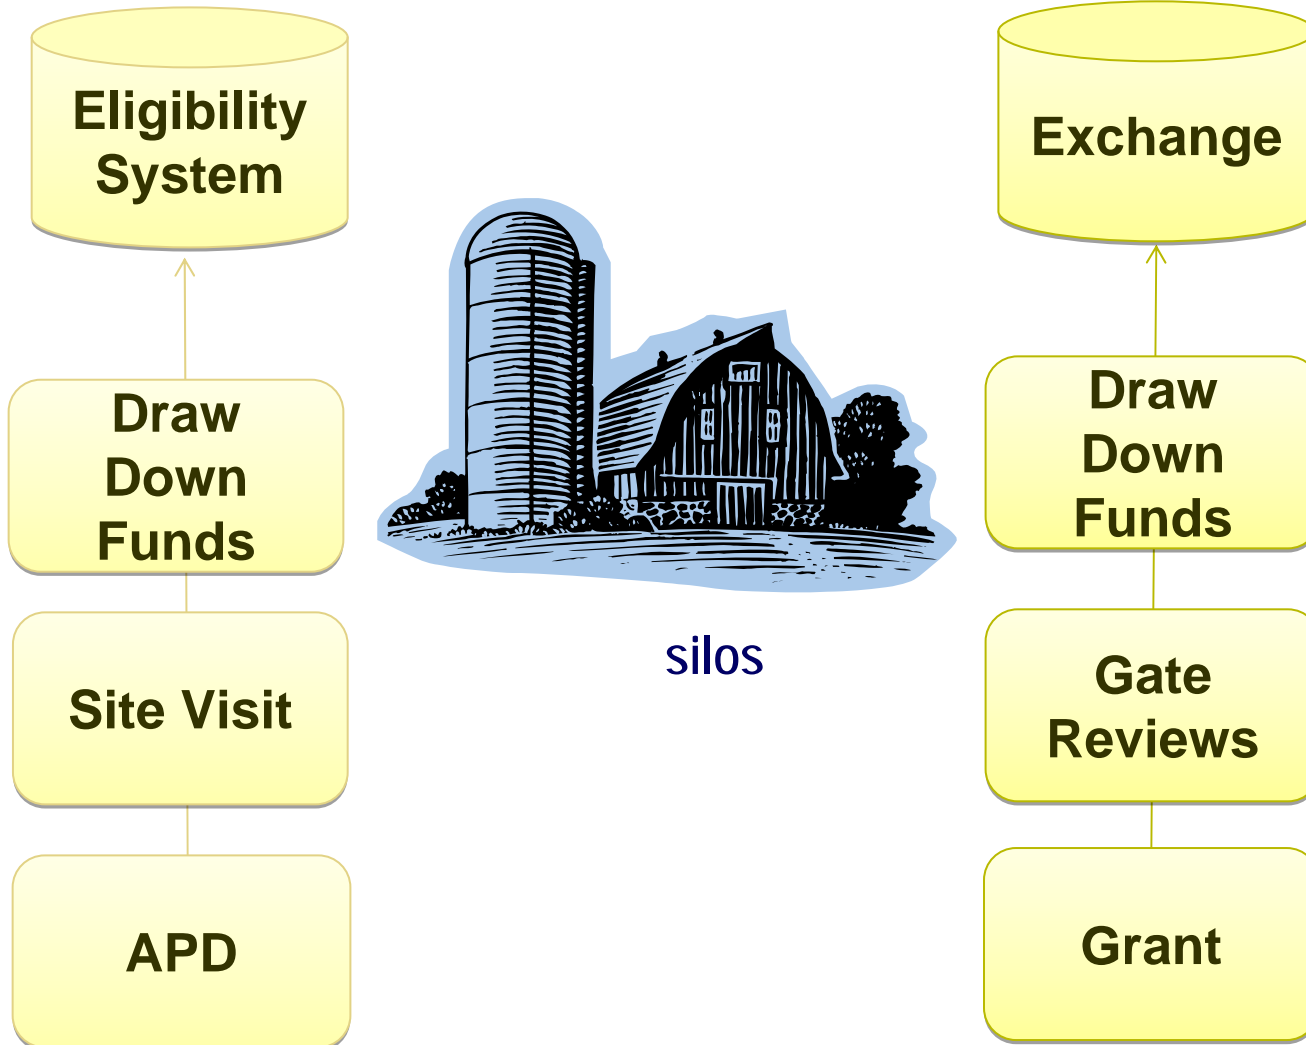 Eligibility
System
Draw
Down
Funds
Site Visit
APD
silos
Exchange
Draw
Down
Funds
Gate
Reviews
Grant